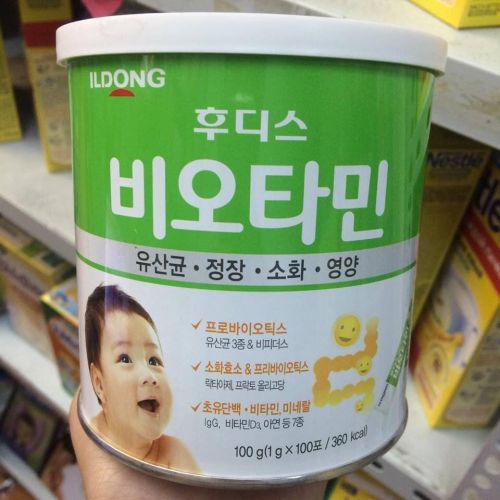 ILDONG
후디스
비오타민
유산균 · 정장 · 소화 · 영양
프로바이오틱스
유산균 3종 & 비피더스
소화효소 & 프리바이오틱스
락타아제, 프락토 올리고당
초유단백 · 비타민, 미네랄
IgG, 비타민D₃, 아연 등 7종
100 g(1 g × 100포 / 360 kcal)
Nestle